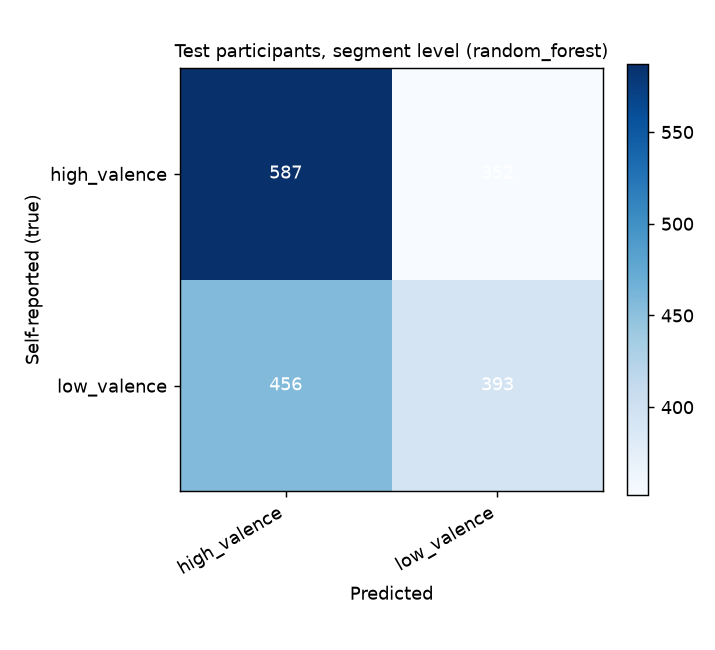 Test participants, segment level (random_forest)
Self-reported (true)
high_valence
587
352
low_valence
456
393
high_valence
low_valence
Predicted
550
500
450
400